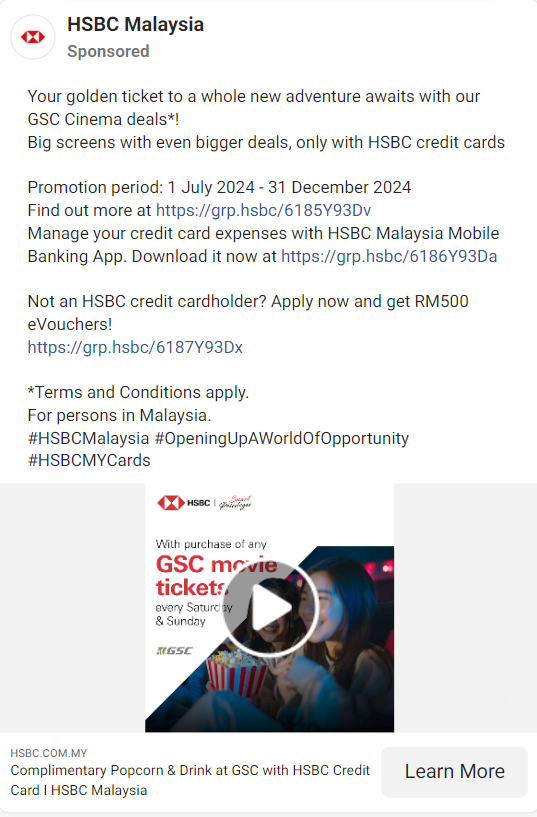 HSBC Malaysia
Sponsored
Your golden ticket to a whole new adventure awaits with our
GSC Cinema deals*!
Big screens with even bigger deals, only with HSBC credit cards
Promotion period: 1 July 2024 - 31 December 2024
Find out more at https://grp.hsbc/6185Y93Dv
Manage your credit card expenses with HSBC Malaysia Mobile
Banking App. Download it now at https://grp.hsbc/6186Y93Da
Not an HSBC credit cardholder? Apply now and get RM500
eVouchers!
https://grp.hsbc/6187Y93Dx
*Terms and Conditions apply.
For persons in Malaysia.
#HSBCMalaysia #OpeningUpAWorldOfOpportunity
#HSBCMYCards
HSBC | Smart Privileges
With purchase of any
GSC movie
tickets
every Saturday
& Sunday
GSC
HSBC.COM.MY
Complimentary Popcorn & Drink at GSC with HSBC Credit
Card I HSBC Malaysia
Learn More